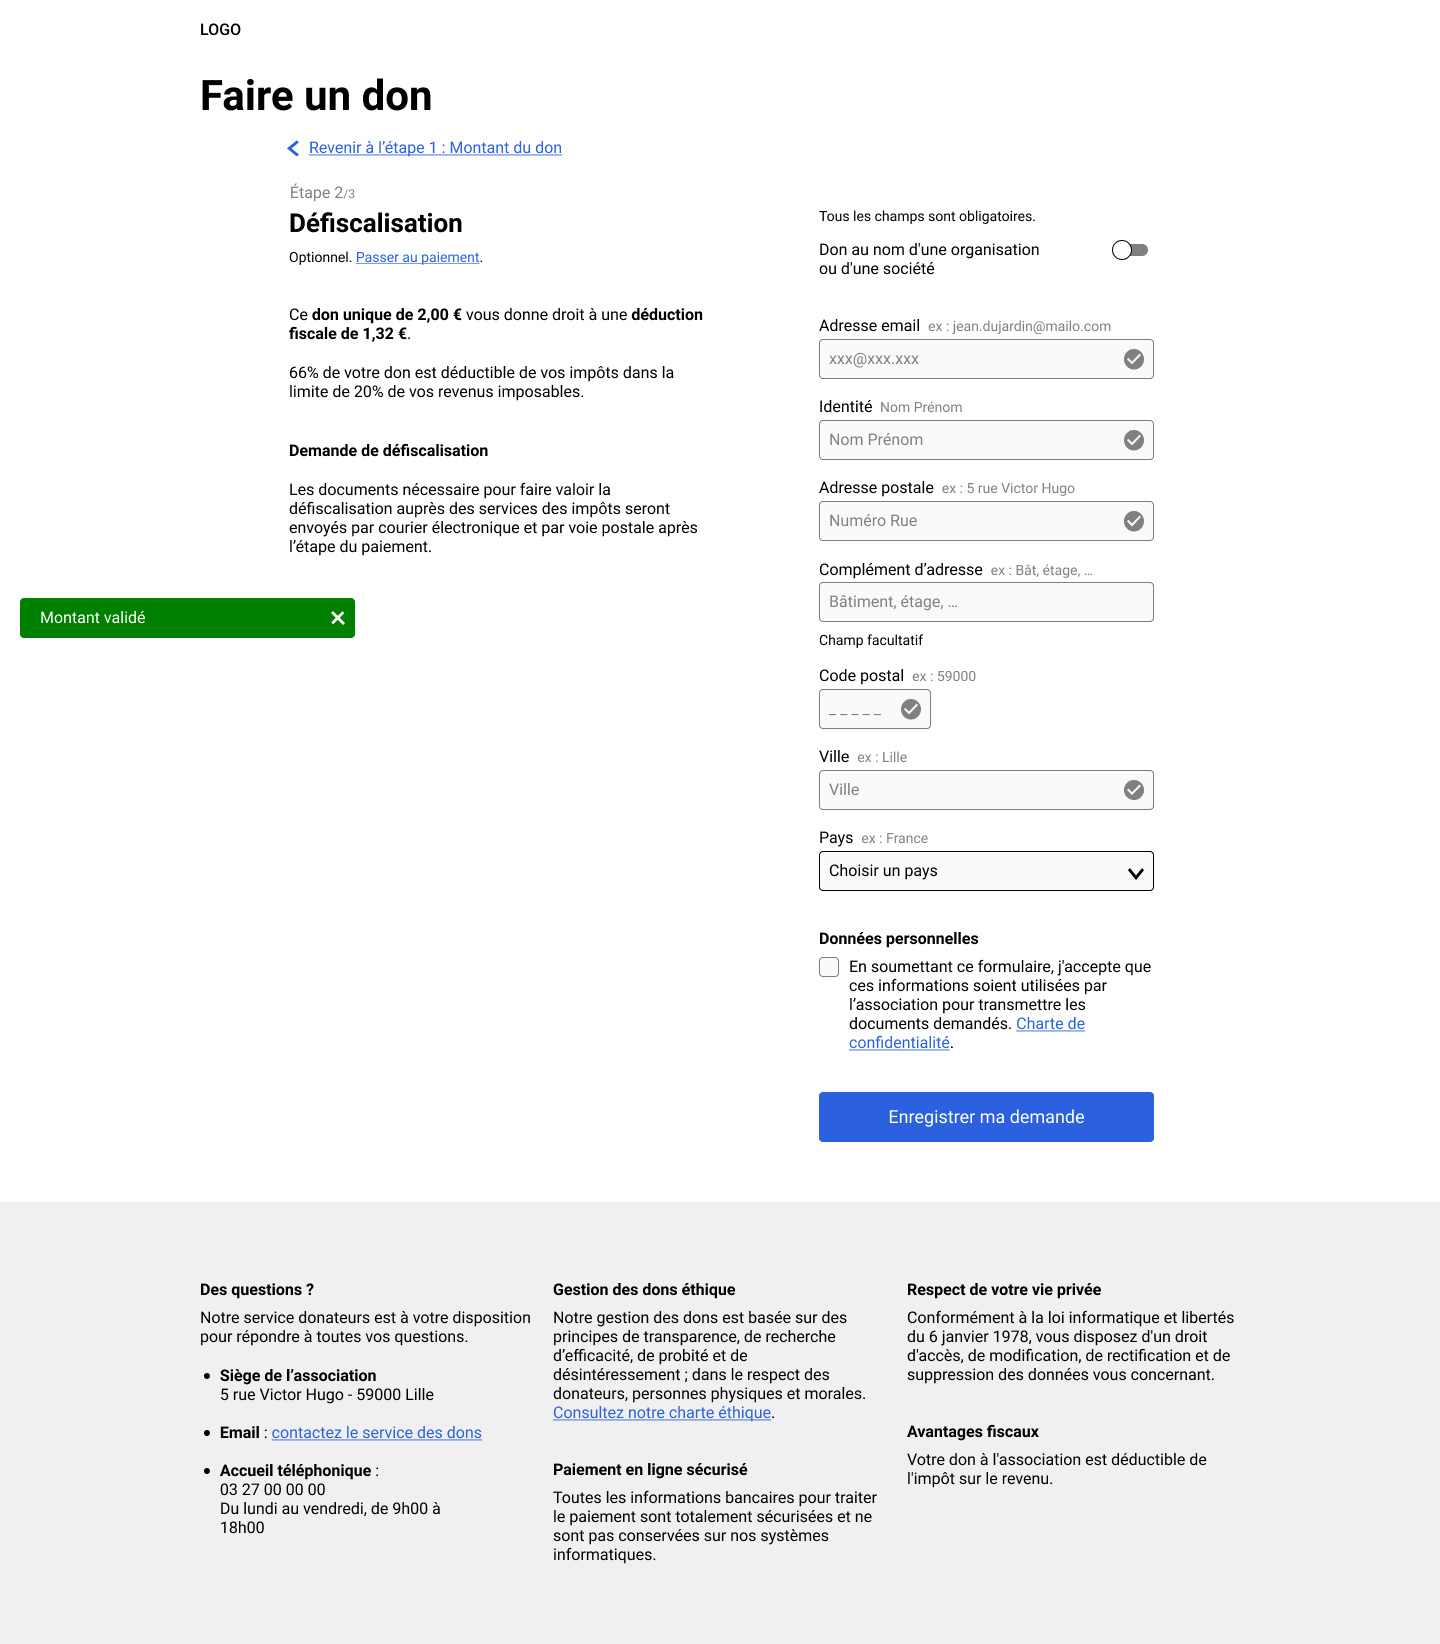 LOGO
Faire un don
Revenir à l’étape 1 : Montant du don
Étape 2/3
Défiscalisation
Optionnel. Passer au paiement.
Ce don unique de 2,00 € vous donne droit à une déduction
fiscale de 1,32 €.
66% de votre don est déductible de vos impôts dans la
limite de 20% de vos revenus imposables.
Demande de défiscalisation
Les documents nécessaire pour faire valoir la
défiscalisation auprès des services des impôts seront
envoyés par courier électronique et par voie postale après
l’étape du paiement.
Montant validé
Tous les champs sont obligatoires.
Don au nom d'une organisation
ou d'une société
Adresse email ex : jean.dujardin@mailo.com
xxx@xxx.xxx
Identité Nom Prénom
Nom Prénom
Adresse postale ex : 5 rue Victor Hugo
Numéro Rue
Complément d’adresse ex : Bât, étage, …
Bâtiment, étage, …
Champ facultatif
Code postal ex : 59000
_ _ _ _ _
Ville ex : Lille
Ville
Pays ex : France
Choisir un pays
Données personnelles
En soumettant ce formulaire, j'accepte que
ces informations soient utilisées par
l’association pour transmettre les
documents demandés. Charte de
confidentialité.
Enregistrer ma demande
Des questions ?
Notre service donateurs est à votre disposition
pour répondre à toutes vos questions.
Siège de l’association
5 rue Victor Hugo - 59000 Lille
Email : contactez le service des dons
Accueil téléphonique :
03 27 00 00 00
Du lundi au vendredi, de 9h00 à
18h00
Gestion des dons éthique
Notre gestion des dons est basée sur des
principes de transparence, de recherche
d’efficacité, de probité et de
désintéressement ; dans le respect des
donateurs, personnes physiques et morales.
Consultez notre charte éthique.
Paiement en ligne sécurisé
Toutes les informations bancaires pour traiter
le paiement sont totalement sécurisées et ne
sont pas conservées sur nos systèmes
informatiques.
Respect de votre vie privée
Conformément à la loi informatique et libertés
du 6 janvier 1978, vous disposez d'un droit
d'accès, de modification, de rectification et de
suppression des données vous concernant.
Avantages fiscaux
Votre don à l'association est déductible de
l'impôt sur le revenu.